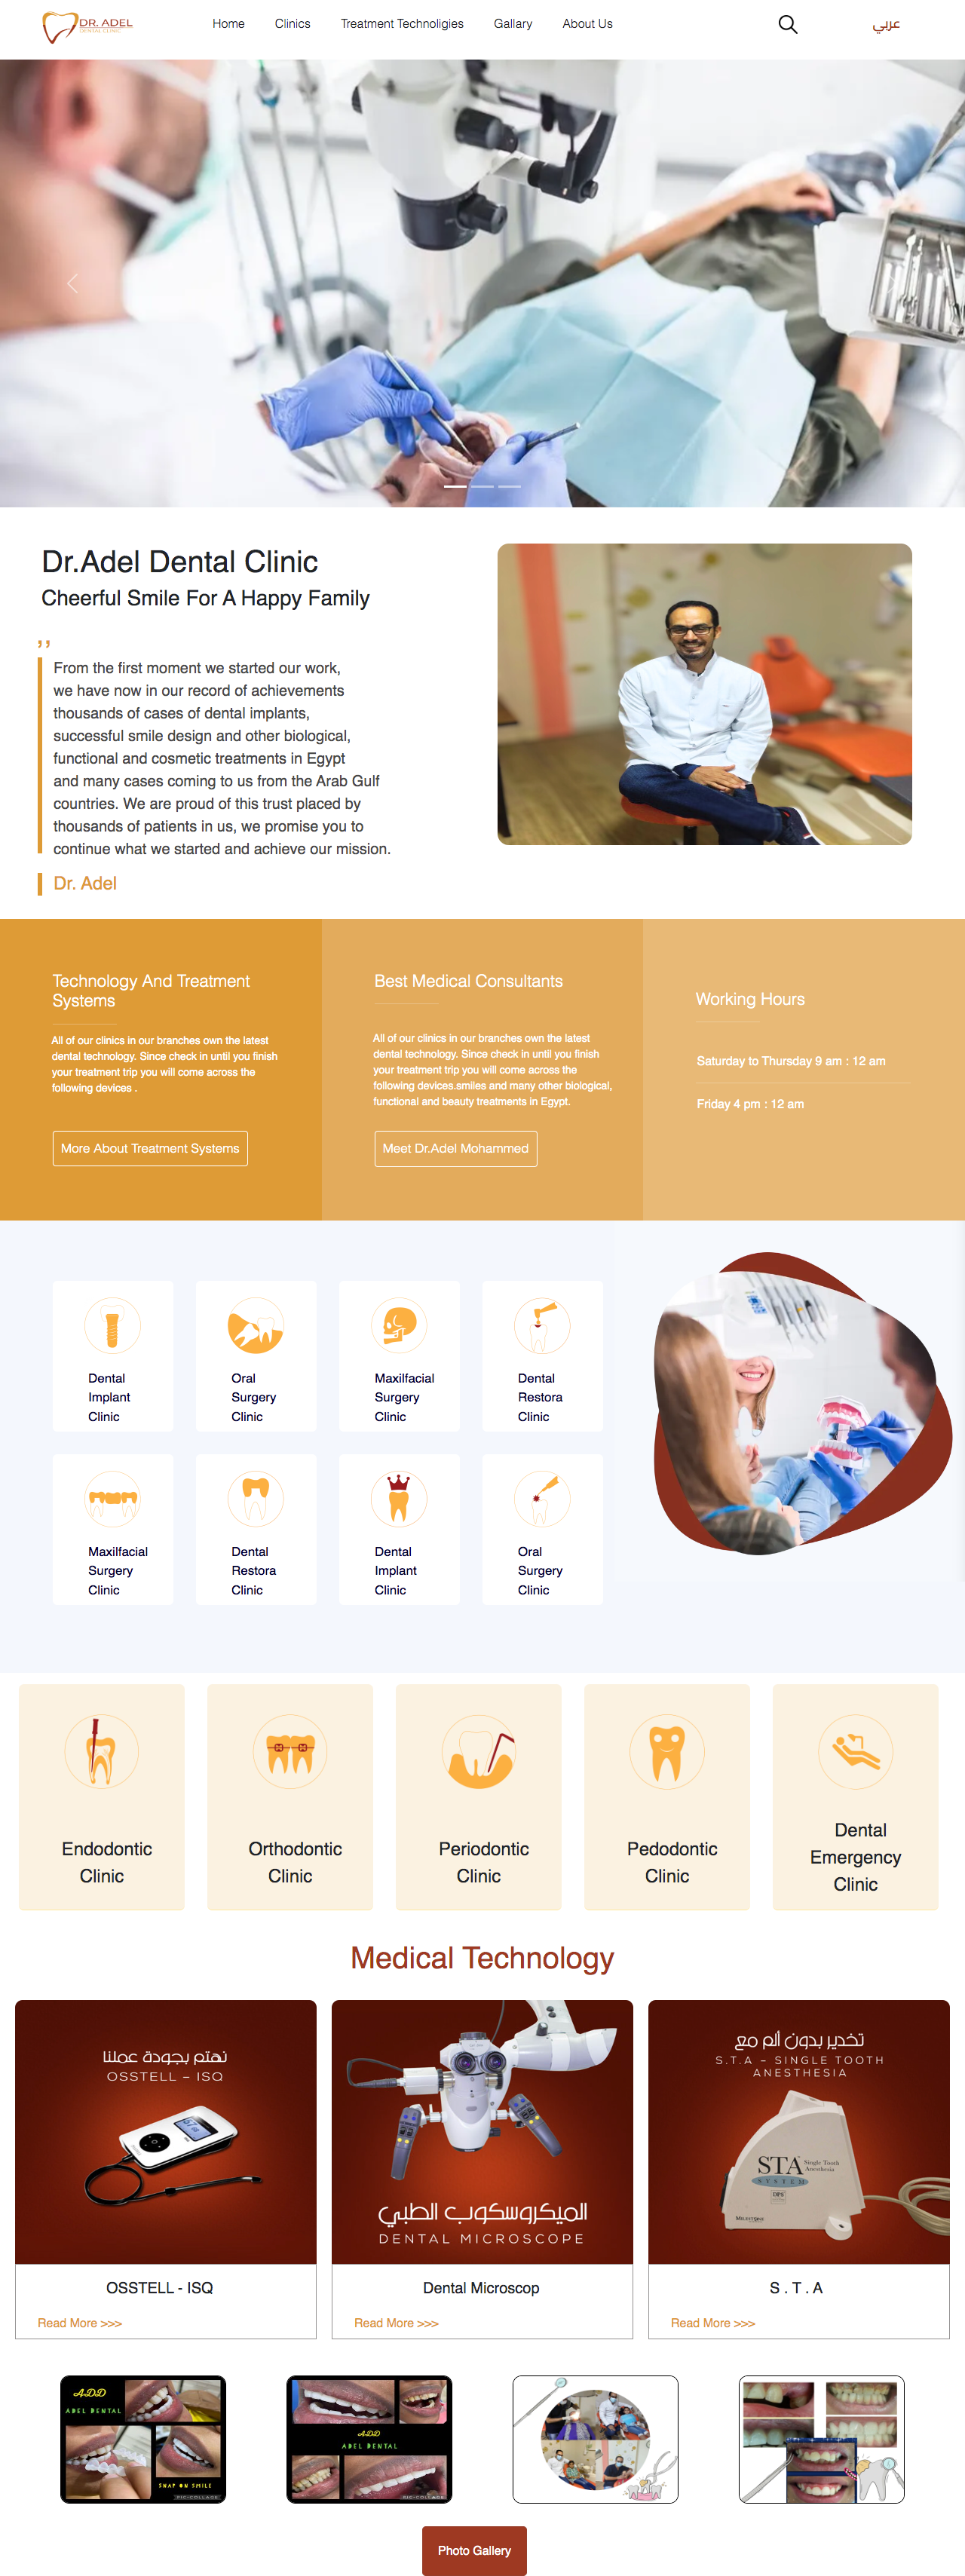 DR. ADEL
DENTAL CLINIC
Home
Clinics
Treatment Technoligies
Gallary
About Us
عربي
Dr.Adel Dental Clinic
Cheerful Smile For A Happy Family
,,
From the first moment we started our work,
we have now in our record of achievements
thousands of cases of dental implants,
successful smile design and other biological,
functional and cosmetic treatments in Egypt
and many cases coming to us from the Arab Gulf
countries. We are proud of this trust placed by
thousands of patients in us, we promise you to
continue what we started and achieve our mission.
Dr. Adel
Technology And Treatment
Systems
All of our clinics in our branches own the latest
dental technology. Since check in until you finish
your treatment trip you will come across the
following devices .
More About Treatment Systems
Best Medical Consultants
All of our clinics in our branches own the latest
dental technology. Since check in until you finish
your treatment trip you will come across the
following devices.smiles and many other biological,
functional and beauty treatments in Egypt.
Meet Dr.Adel Mohammed
Working Hours
Saturday to Thursday 9 am : 12 am
Friday 4 pm : 12 am
Dental
Implant
Clinic
Oral
Surgery
Clinic
Maxilfacial
Surgery
Clinic
Dental
Restora
Clinic
Maxilfacial
Surgery
Clinic
Dental
Restora
Clinic
Dental
Implant
Clinic
Oral
Surgery
Clinic
Endodontic
Clinic
Orthodontic
Clinic
Periodontic
Clinic
Pedodontic
Clinic
Dental
Emergency
Clinic
Medical Technology
نهتم بجودة عملنا
OSSTELL – ISQ
OSSTELL - ISQ
Read More >>>
الميكروسكوب الطبي
DENTAL MICROSCOPE
Dental Microscop
Read More >>>
تخدير بدون ألم مع
S.T.A – SINGLE TOOTH
ANESTHESIA
STA
Single Tooth
Anesthesia
SYSTEM
DPS
MILESTONE
S . T . A
Read More >>>
ADD
ADEL DENTAL
SNAP ON SMILE
PIC•COLLAGE
ADD
ADEL DENTAL
PIC•COLLAGE
Photo Gallery